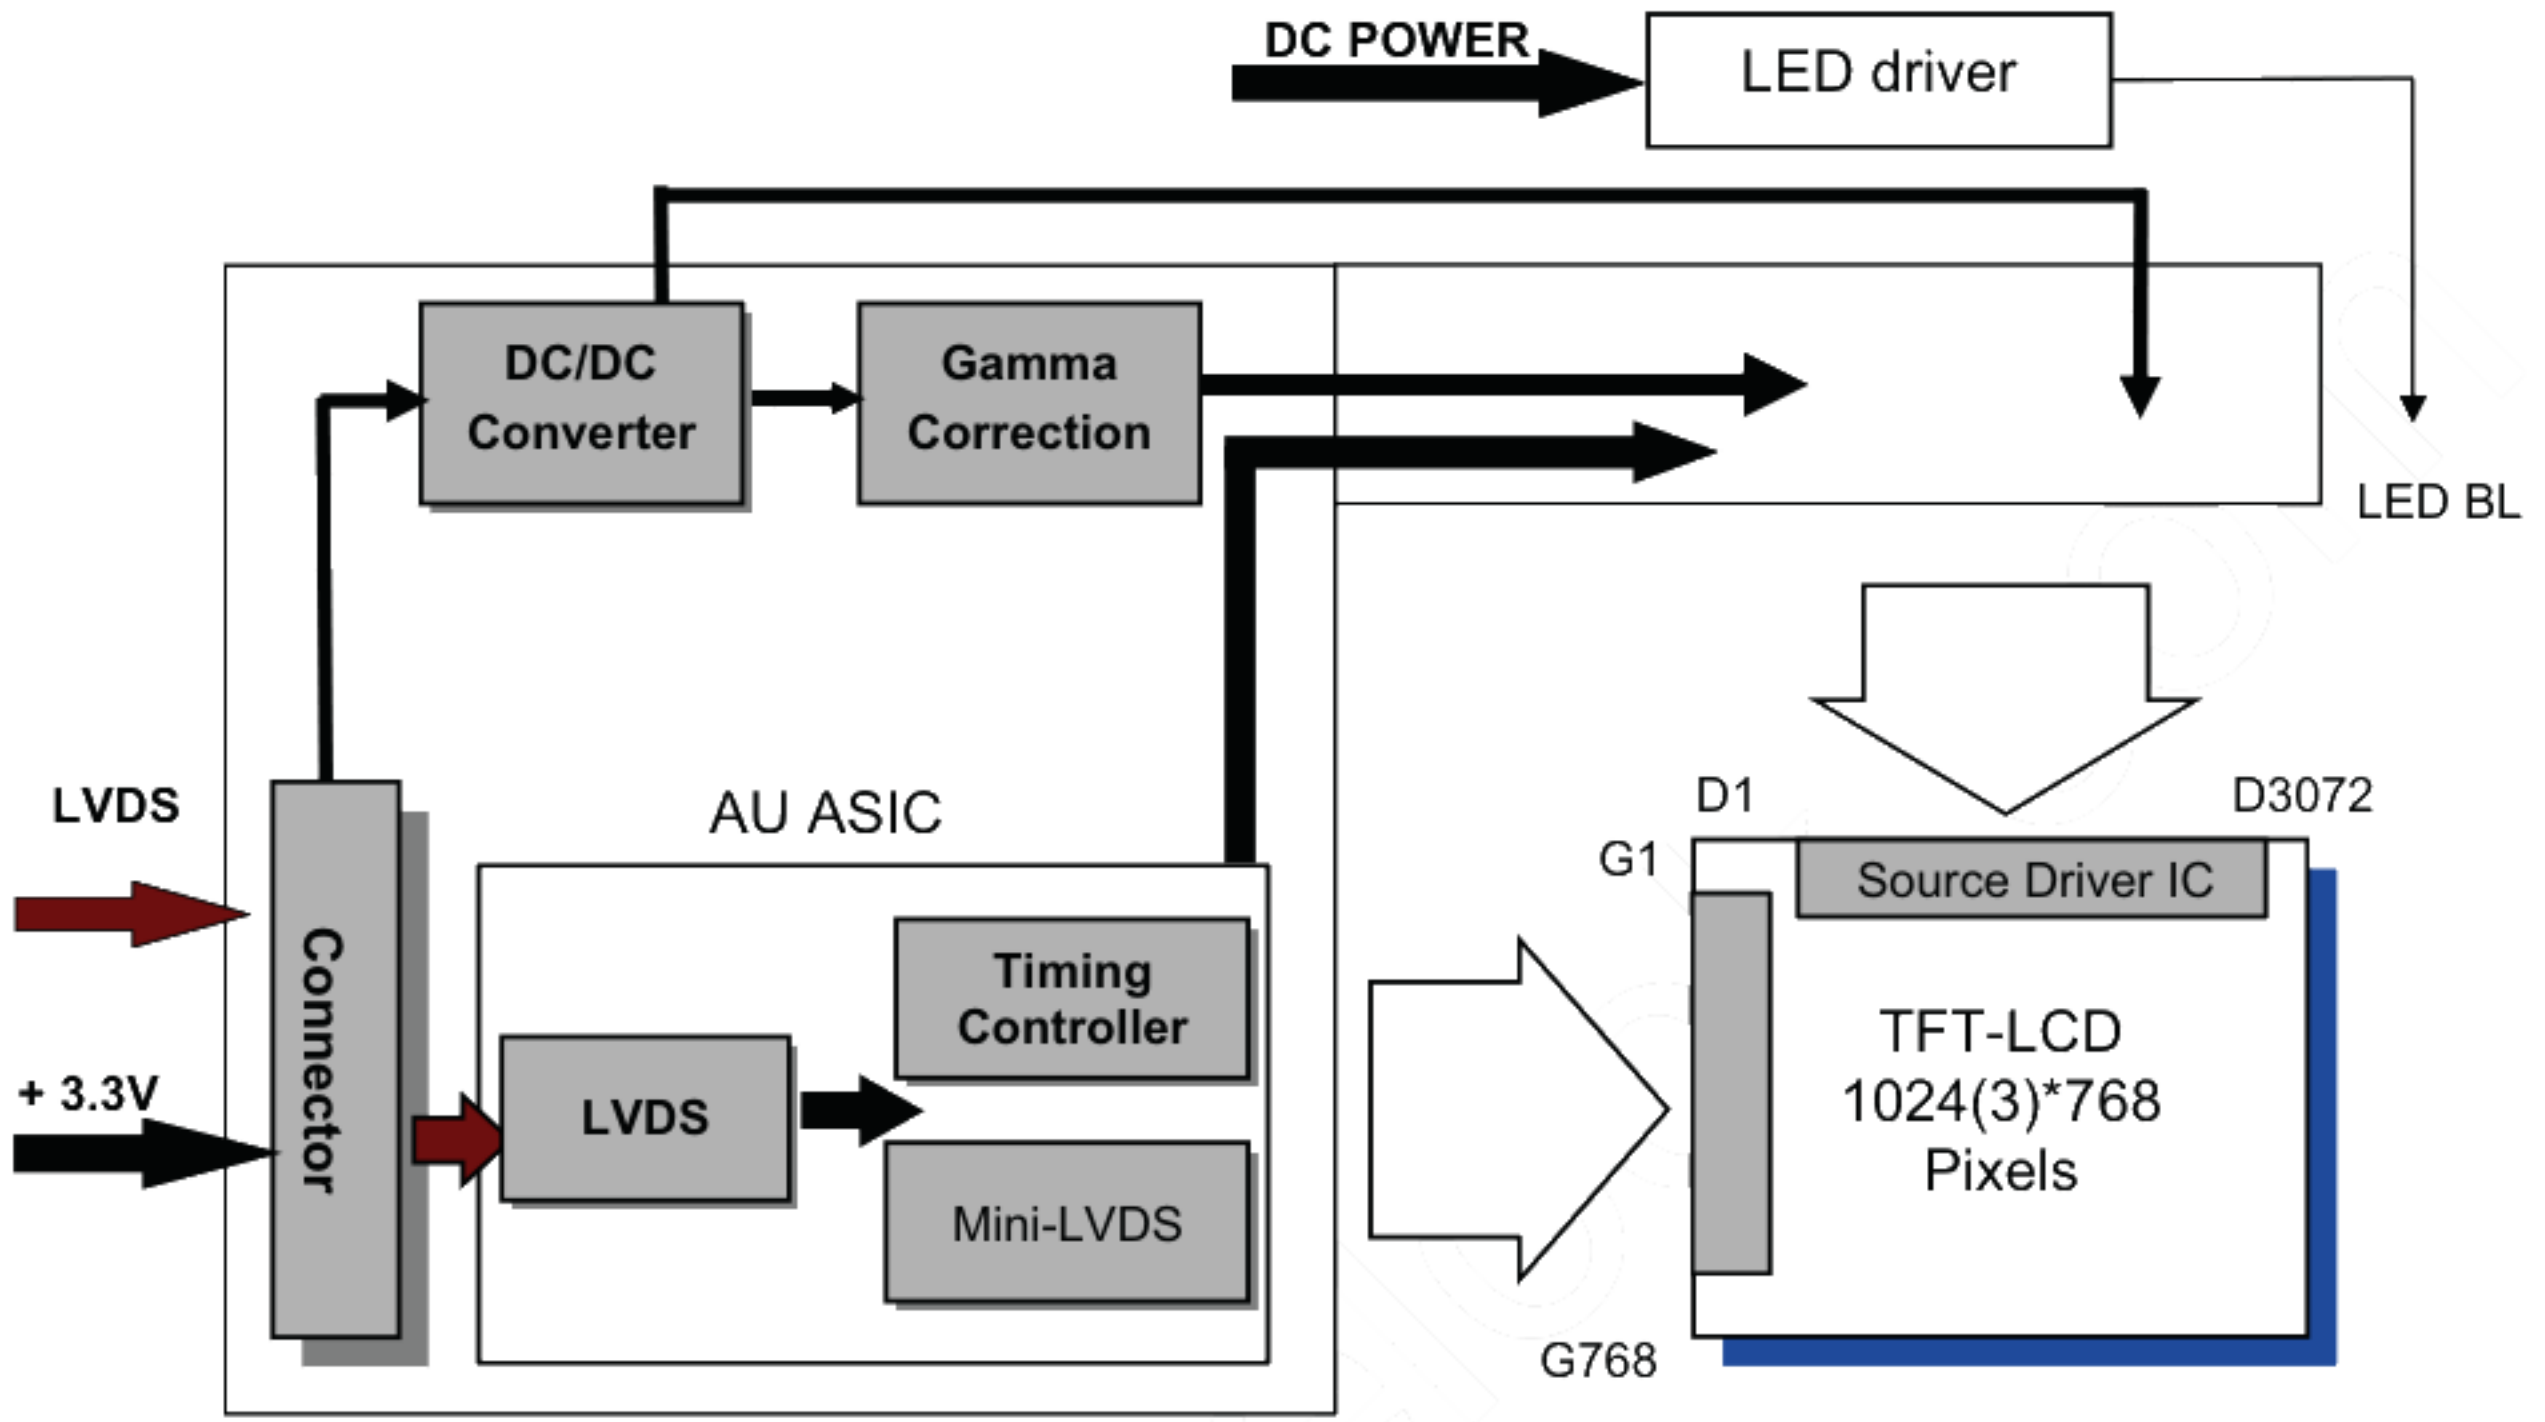 DC POWER
LED driver
DC/DC
Converter
Gamma
Correction
LED BL
LVDS
+ 3.3V
Connector
AU ASIC
LVDS
Timing
Controller
Mini-LVDS
D1
D3072
G1
G768
Source Driver IC
TFT-LCD
1024(3)*768
Pixels